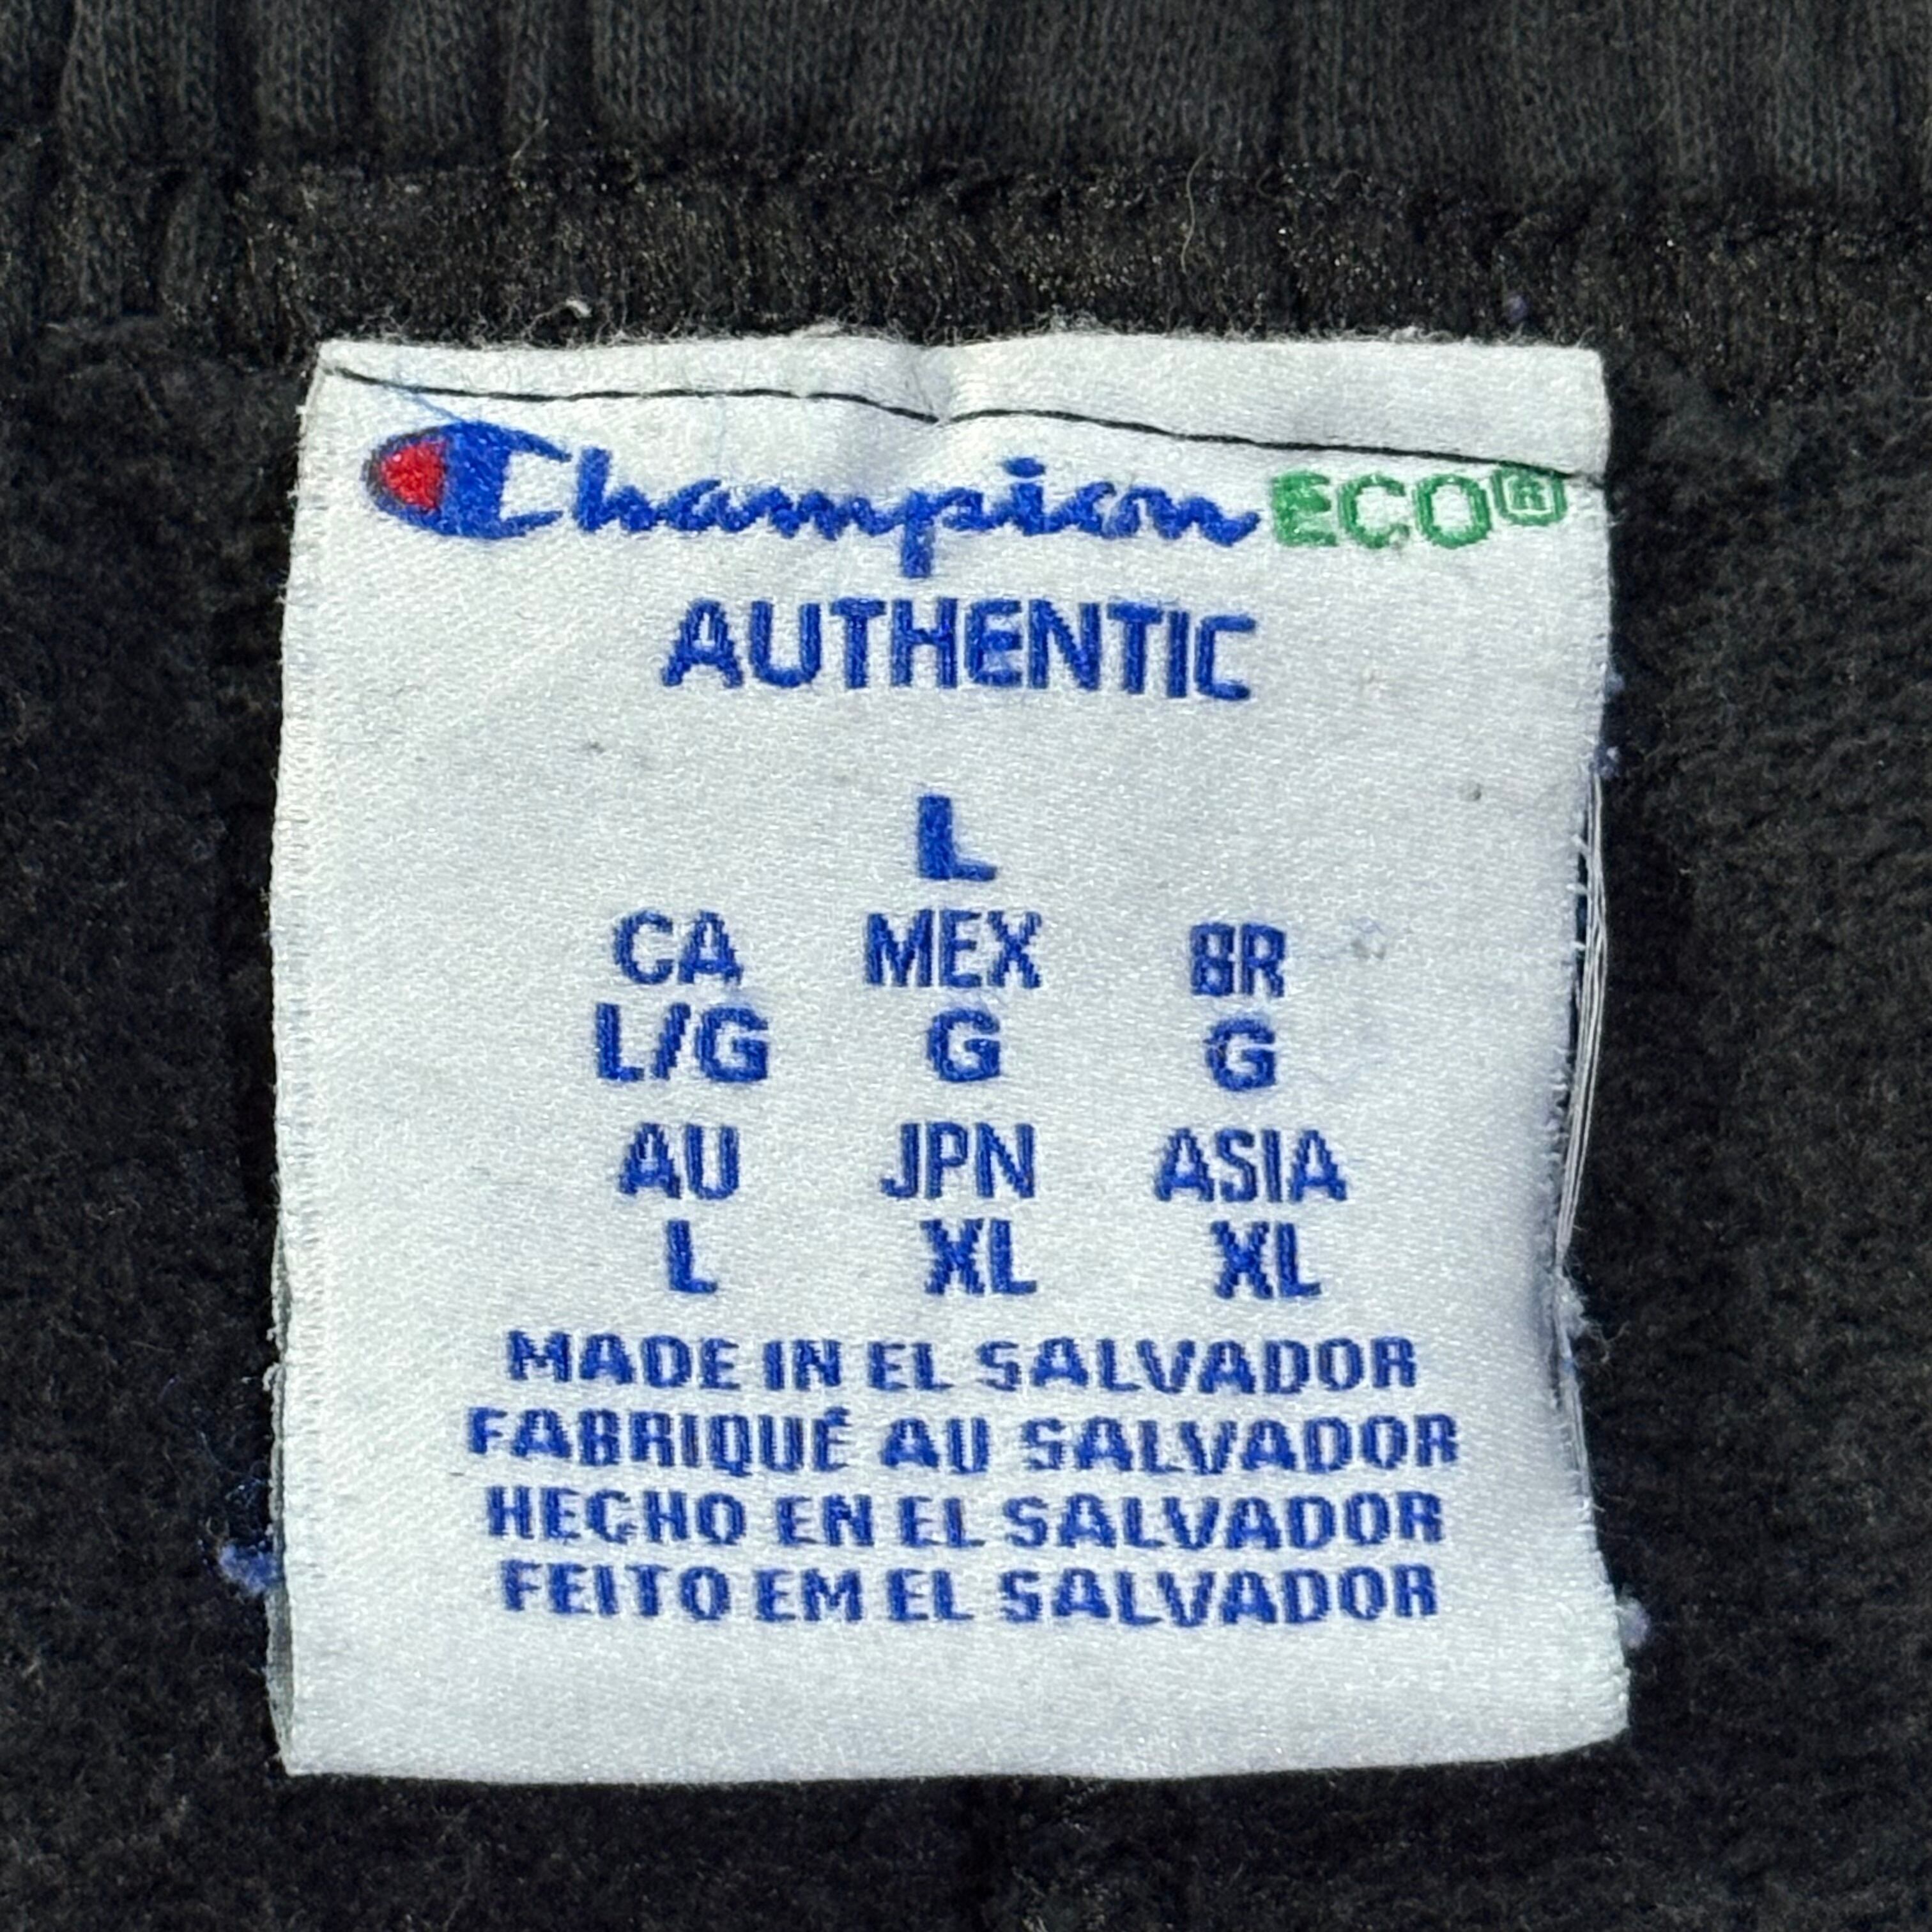 Champion ECO®
AUTHENTIC
L
CA MEX BR
L/G G G
AU JPN ASIA
L XL XL
MADE IN EL SALVADOR
FABRIQUÉ AU SALVADOR
HECHO EN EL SALVADOR
FEITO EM EL SALVADOR